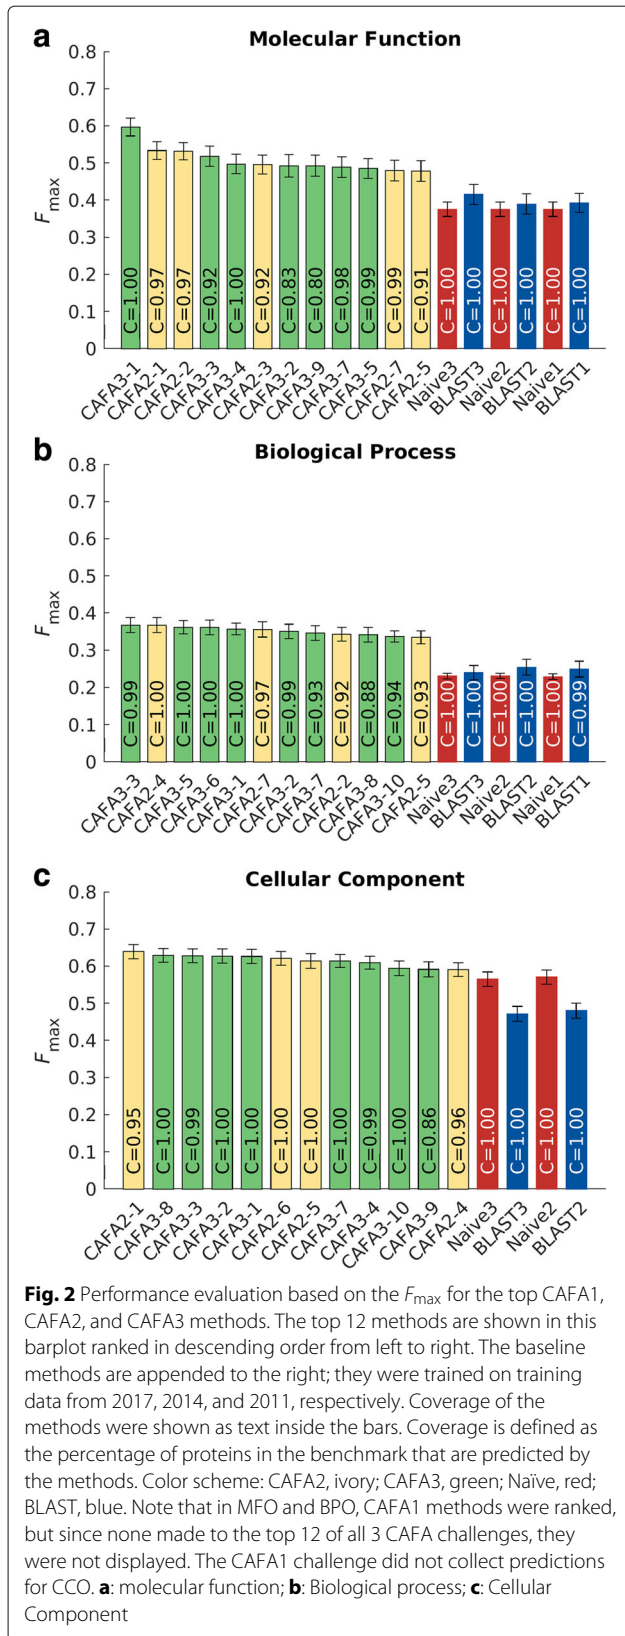 a
Molecular Function
0.8
0.7
0.6
0.5
0.4
0.3
0.2
0.1
0
Fmax
C=1.00
C=0.97
C=0.97
C=0.92
C=1.00
C=0.92
C=0.83
C=0.80
C=0.98
C=0.99
C=0.99
C=0.91
C=1.00
C=1.00
C=1.00
C=1.00
C=1.00
C=1.00
CAFA3-1
CAFA2-1
CAFA2-2
CAFA3-3
CAFA3-4
CAFA2-3
CAFA3-2
CAFA3-9
CAFA3-7
CAFA3-5
CAFA2-7
CAFA2-5
Naive3
BLAST3
Naive2
BLAST2
Naive1
BLAST1
b
Biological Process
0.8
0.7
0.6
0.5
0.4
0.3
0.2
0.1
0
Fmax
C=0.99
C=1.00
C=1.00
C=1.00
C=1.00
C=0.97
C=0.99
C=0.93
C=0.92
C=0.88
C=0.94
C=0.93
C=1.00
C=1.00
C=1.00
C=1.00
C=1.00
C=0.99
CAFA3-3
CAFA2-4
CAFA3-5
CAFA3-6
CAFA3-1
CAFA2-7
CAFA3-2
CAFA3-7
CAFA2-2
CAFA3-8
CAFA3-10
CAFA2-5
Naive3
BLAST3
Naive2
BLAST2
Naive1
BLAST1
c
Cellular Component
0.8
0.7
0.6
0.5
0.4
0.3
0.2
0.1
0
Fmax
C=0.95
C=1.00
C=0.99
C=1.00
C=1.00
C=1.00
C=1.00
C=1.00
C=0.99
C=1.00
C=0.86
C=0.96
C=1.00
C=1.00
C=1.00
C=1.00
CAFA2-1
CAFA3-8
CAFA3-3
CAFA3-2
CAFA3-1
CAFA2-6
CAFA2-5
CAFA3-7
CAFA3-4
CAFA3-10
CAFA3-9
CAFA2-4
Naive3
BLAST3
Naive2
BLAST2
Fig. 2 Performance evaluation based on the Fmax for the top CAFA1,
CAFA2, and CAFA3 methods. The top 12 methods are shown in this
barplot ranked in descending order from left to right. The baseline
methods are appended to the right; they were trained on training
data from 2017, 2014, and 2011, respectively. Coverage of the
methods were shown as text inside the bars. Coverage is defined as
the percentage of proteins in the benchmark that are predicted by
the methods. Color scheme: CAFA2, ivory; CAFA3, green; Naïve, red;
BLAST, blue. Note that in MFO and BPO, CAFA1 methods were ranked,
but since none made to the top 12 of all 3 CAFA challenges, they
were not displayed. The CAFA1 challenge did not collect predictions
for CCO. a: molecular function; b: Biological process; c: Cellular
Component